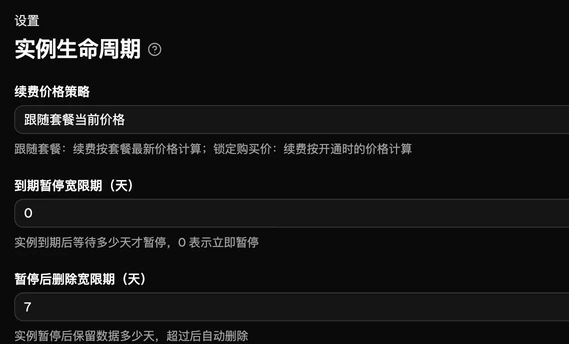 设置
实例生命周期
续费价格策略
跟随套餐当前价格
跟随套餐：续费按套餐最新价格计算；锁定购买价：续费按开通时的价格计算
到期暂停宽限期（天）
0
实例到期后等待多少天才暂停，0 表示立即暂停
暂停后删除宽限期（天）
7
实例暂停后保留数据多少天，超过后自动删除